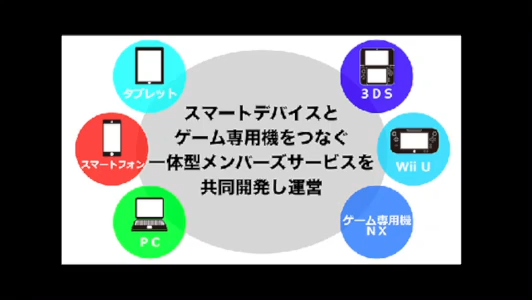 タブレット
3DS
スマートデバイスと
ゲーム専用機をつなぐ
一体型メンバーズサービスを
共同開発し運営
スマートフォン
Wii U
PC
ゲーム専用機
NX